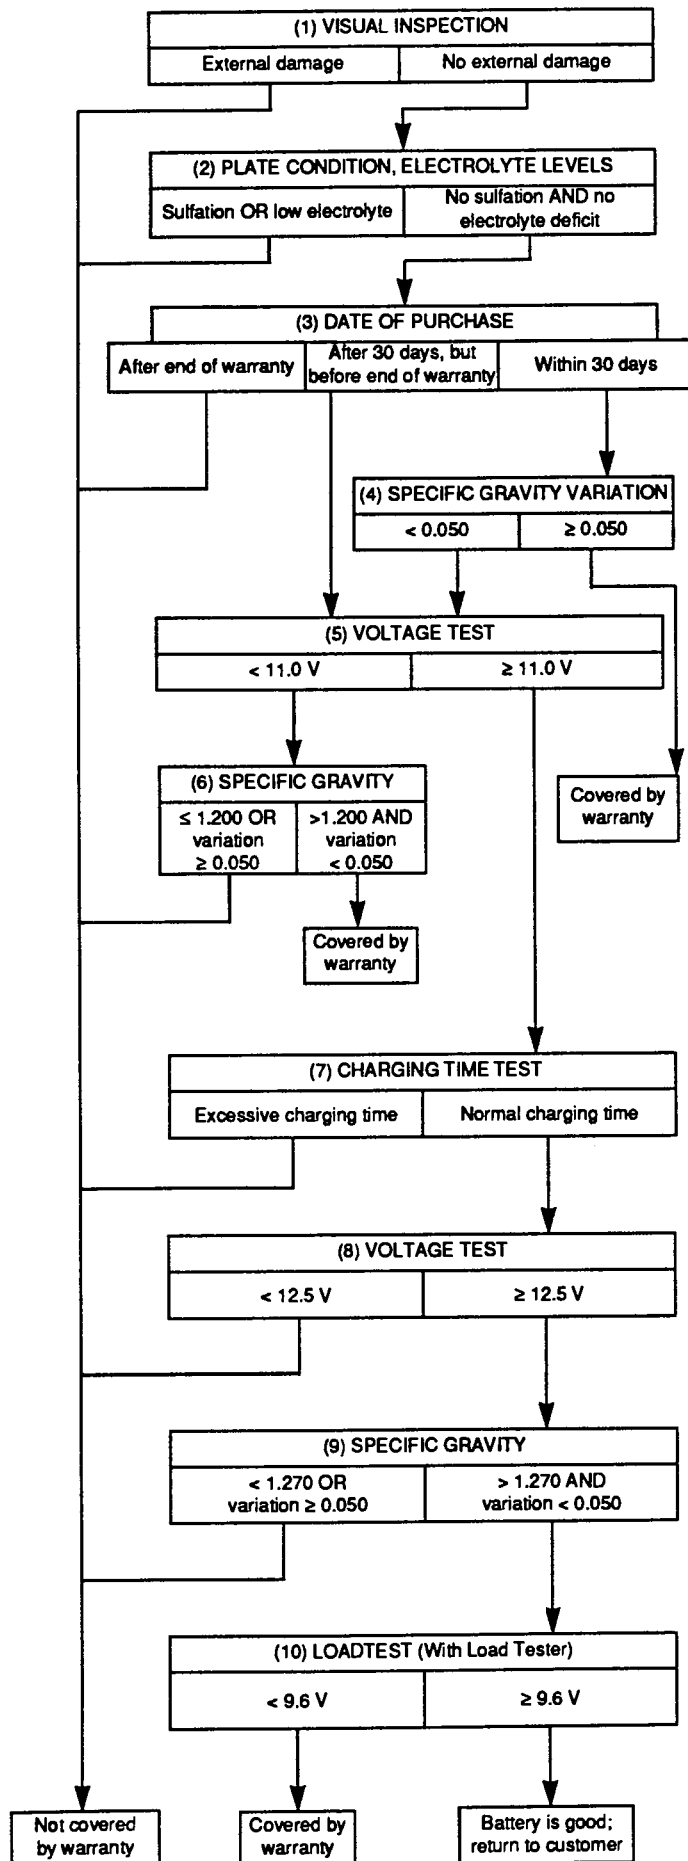 (1) VISUAL INSPECTION
External damage
No external damage
(2) PLATE CONDITION, ELECTROLYTE LEVELS
Sulfation OR low electrolyte
No sulfation AND no
electrolyte deficit
(3) DATE OF PURCHASE
After end of warranty
After 30 days, but
before end of warranty
Within 30 days
(4) SPECIFIC GRAVITY VARIATION
< 0.050
≥ 0.050
(5) VOLTAGE TEST
< 11.0 V
≥ 11.0 V
(6) SPECIFIC GRAVITY
≤ 1.200 OR
variation
≥ 0.050
>1.200 AND
variation
< 0.050
Covered by
warranty
Covered by
warranty
(7) CHARGING TIME TEST
Excessive charging time
Normal charging time
(8) VOLTAGE TEST
< 12.5 V
≥ 12.5 V
(9) SPECIFIC GRAVITY
< 1.270 OR
variation ≥ 0.050
> 1.270 AND
variation < 0.050
(10) LOADTEST (With Load Tester)
< 9.6 V
≥ 9.6 V
Not covered
by warranty
Covered by
warranty
Battery is good;
return to customer